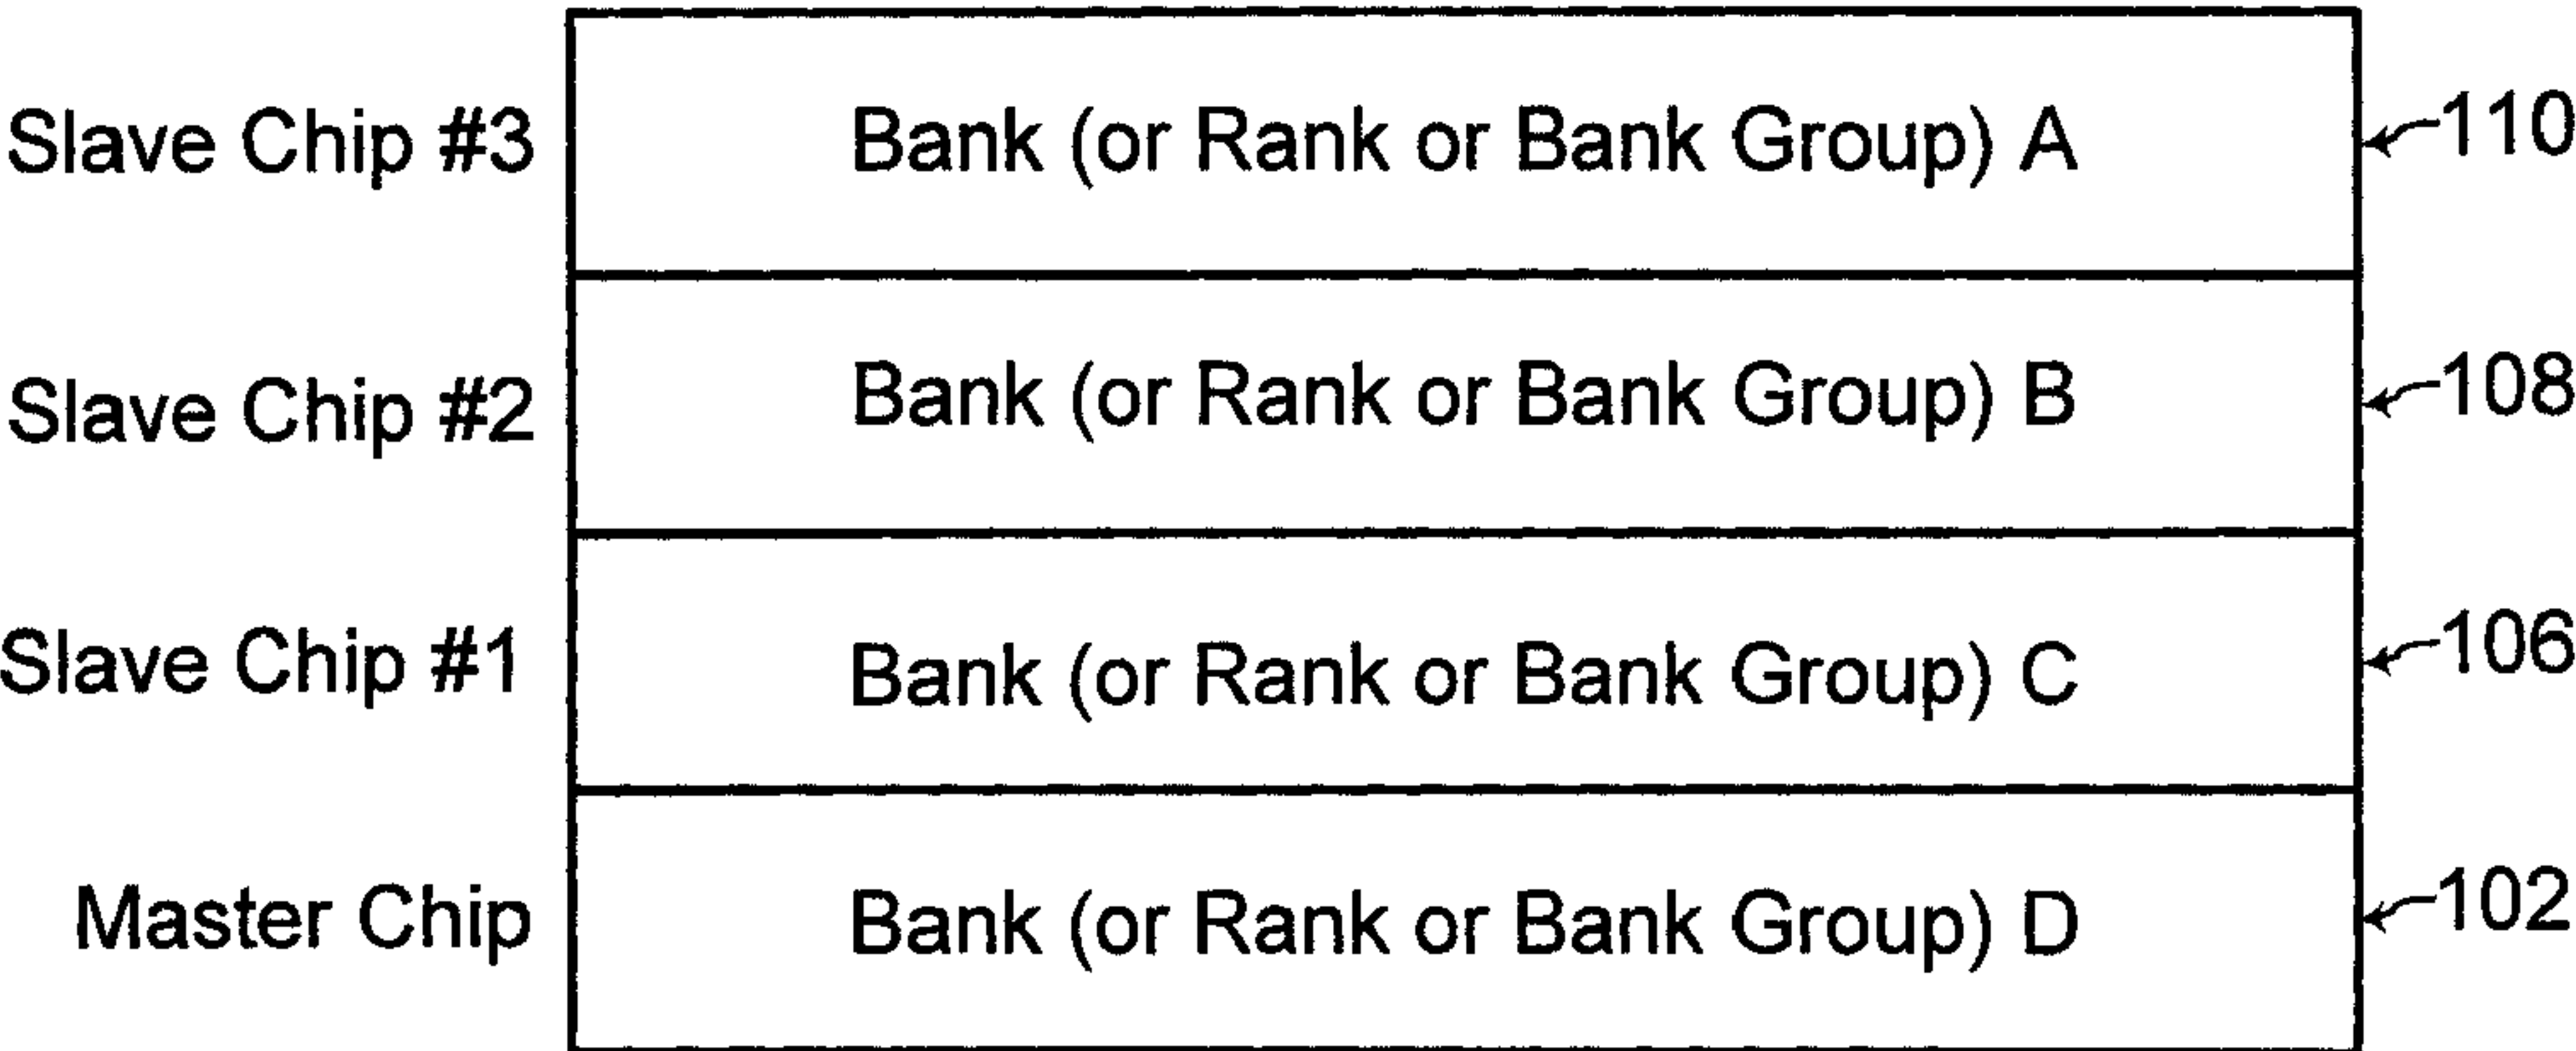 Slave Chip #3 Bank (or Rank or Bank Group) A 110
Slave Chip #2 Bank (or Rank or Bank Group) B 108
Slave Chip #1 Bank (or Rank or Bank Group) C 106
Master Chip Bank (or Rank or Bank Group) D 102